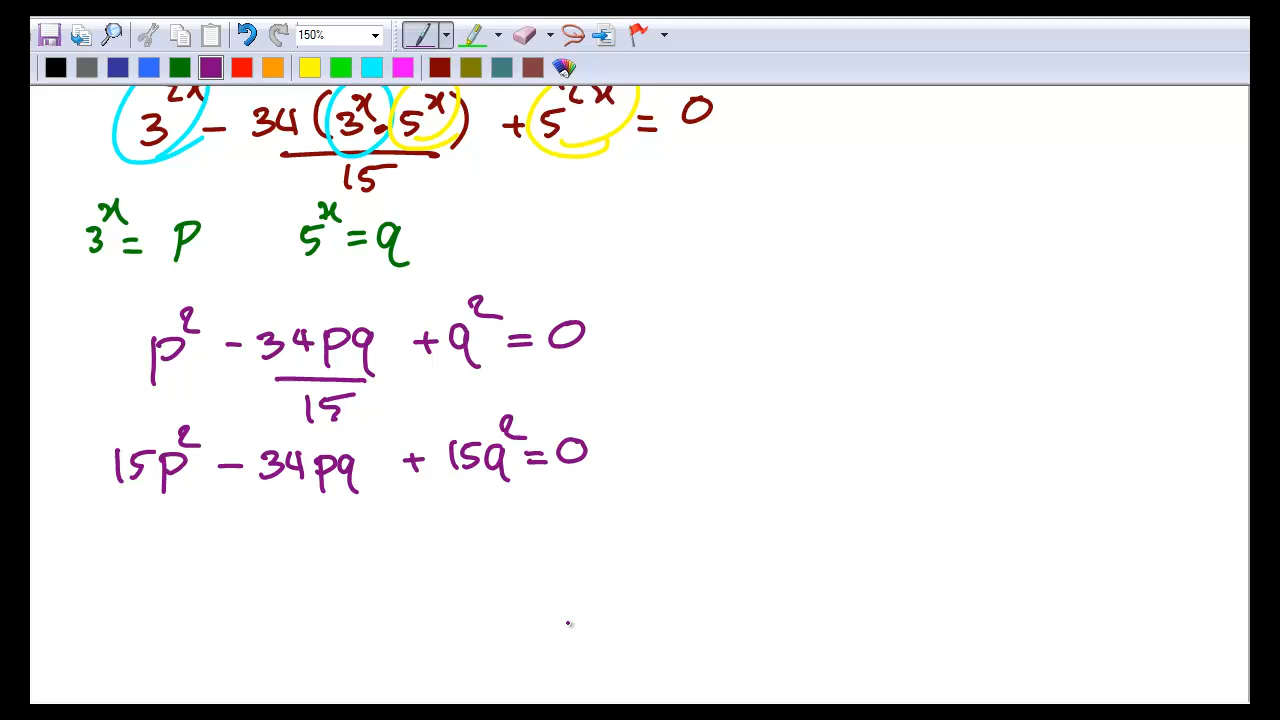 150%
3^{2x} - 34(3^x . 5^x) + 5^{2x} = 0
15
3^x = p 5^x = q
p^2 - 34pq + q^2 = 0
15
15p^2 - 34pq + 15q^2 = 0